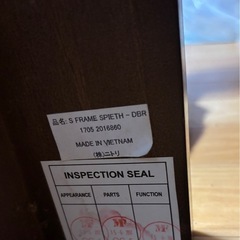 品名: S FRAME SPIETH - DBR
1705 2016860
MADE IN VIETNAM
(株)ニトリ
INSPECTION SEAL
APPEARANCE PARTS FUNCTION